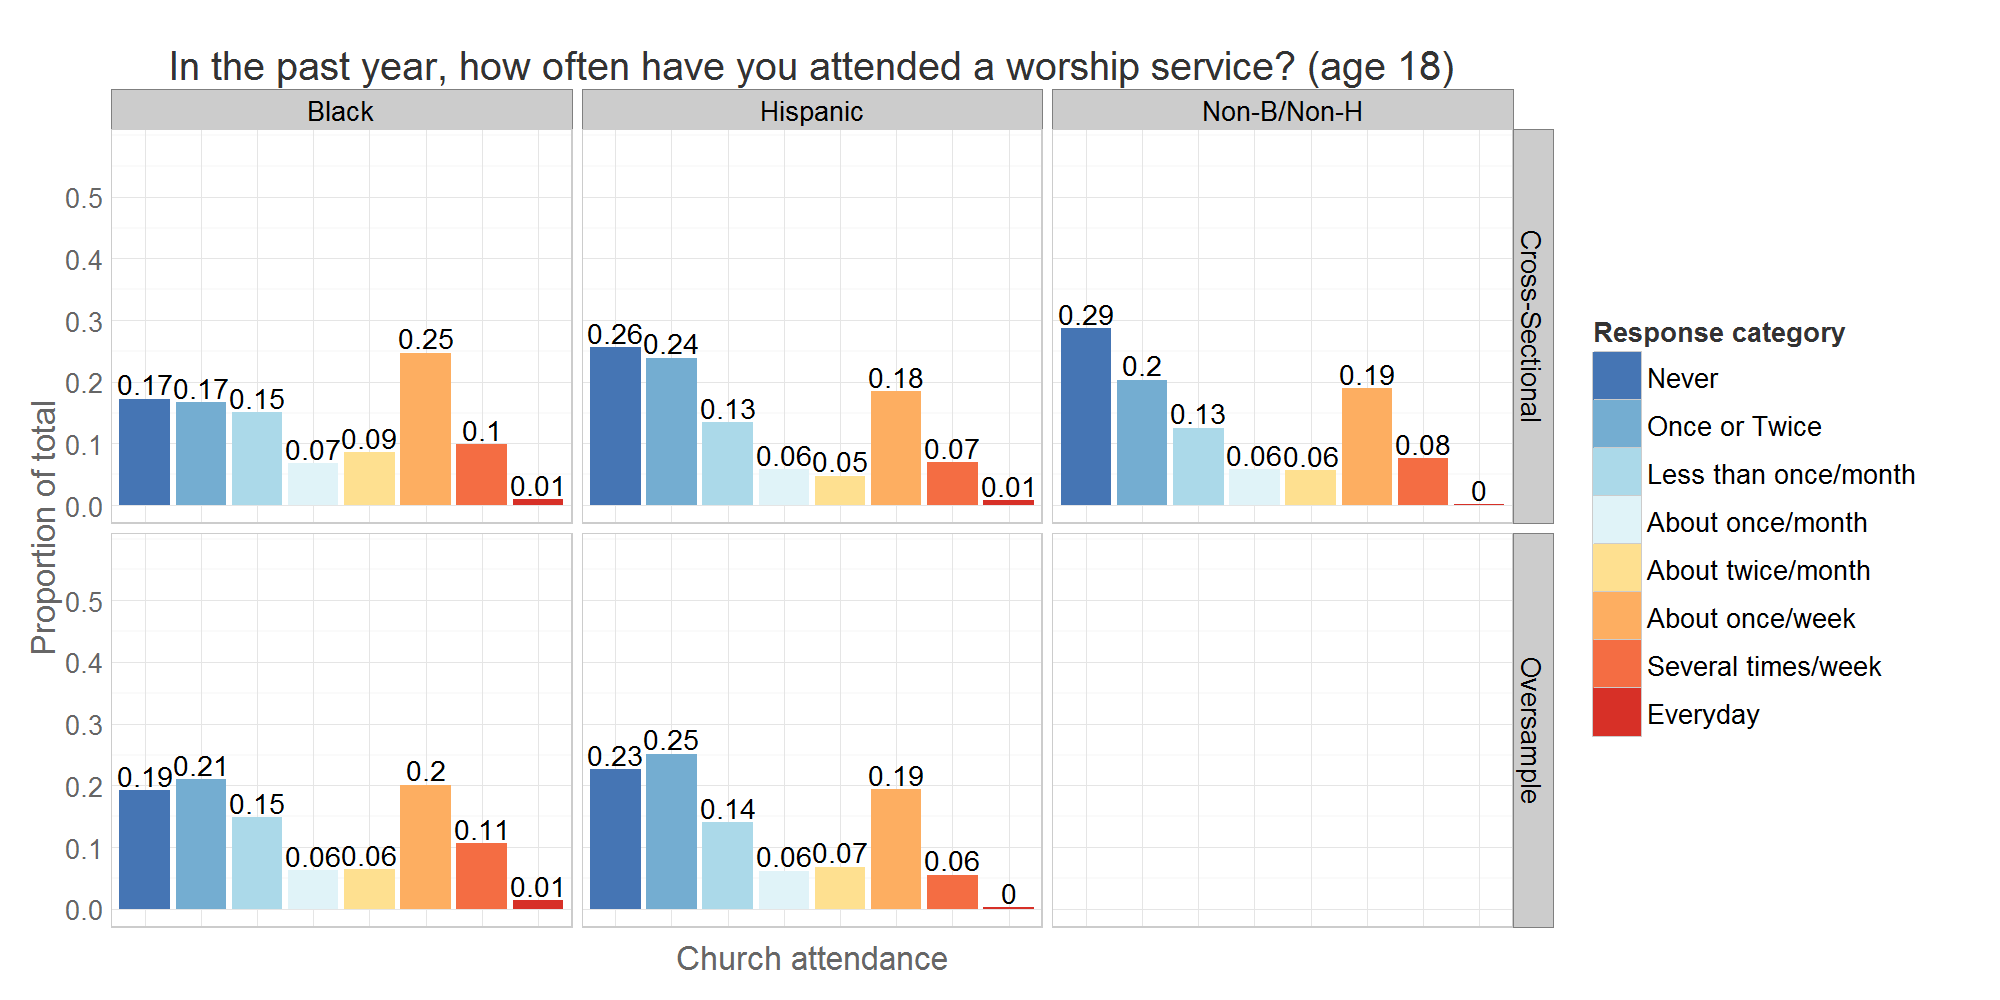 In the past year, how often have you attended a worship service? (age 18)
Black
Hispanic
Non-B/Non-H
Proportion of total
0.5
0.4
0.3
0.2
0.1
0.0
0.17 0.17 0.15 0.07 0.09 0.25 0.1 0.01
0.26 0.24 0.13 0.06 0.05 0.18 0.07 0.01
0.29 0.2 0.13 0.06 0.06 0.19 0.08 0
Cross-Sectional
0.5
0.4
0.3
0.2
0.1
0.0
0.19 0.21 0.15 0.06 0.06 0.2 0.11 0.01
0.23 0.25 0.14 0.06 0.07 0.19 0.06 0
Oversample
Church attendance
Response category
Never
Once or Twice
Less than once/month
About once/month
About twice/month
About once/week
Several times/week
Everyday